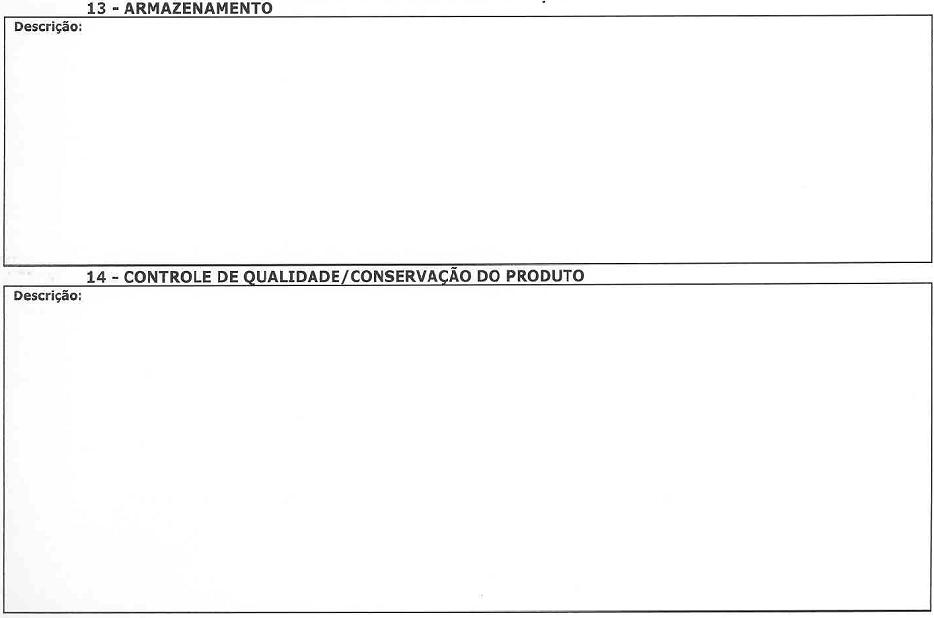 13 - ARMAZENAMENTO
Descrição:
14 - CONTROLE DE QUALIDADE/CONSERVAÇÃO DO PRODUTO
Descrição: